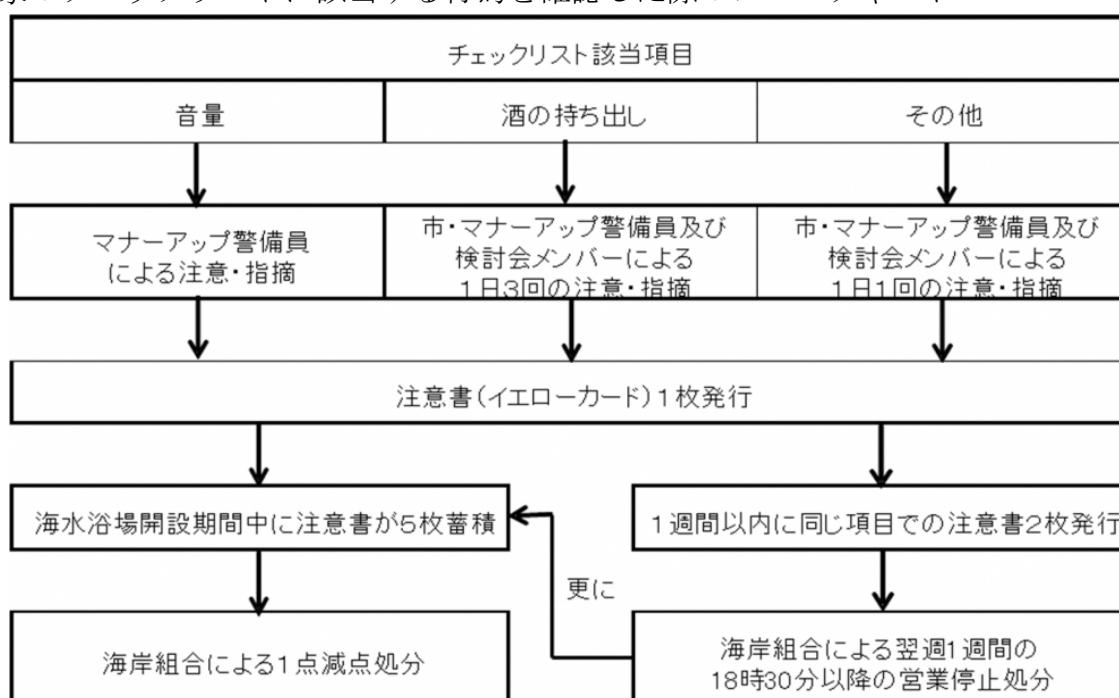 チェックリスト該当項目
音量
酒の持ち出し
その他
マナーアップ警備員
による注意・指摘
市・マナーアップ警備員及び
検討会メンバーによる
1日3回の注意・指摘
市・マナーアップ警備員及び
検討会メンバーによる
1日1回の注意・指摘
注意書(イエローカード)1枚発行
海水浴場開設期間中に注意書が5枚蓄積
1週間以内に同じ項目での注意書2枚発行
更に
海岸組合による1点減点処分
海岸組合による翌週1週間の
18時30分以降の営業停止処分